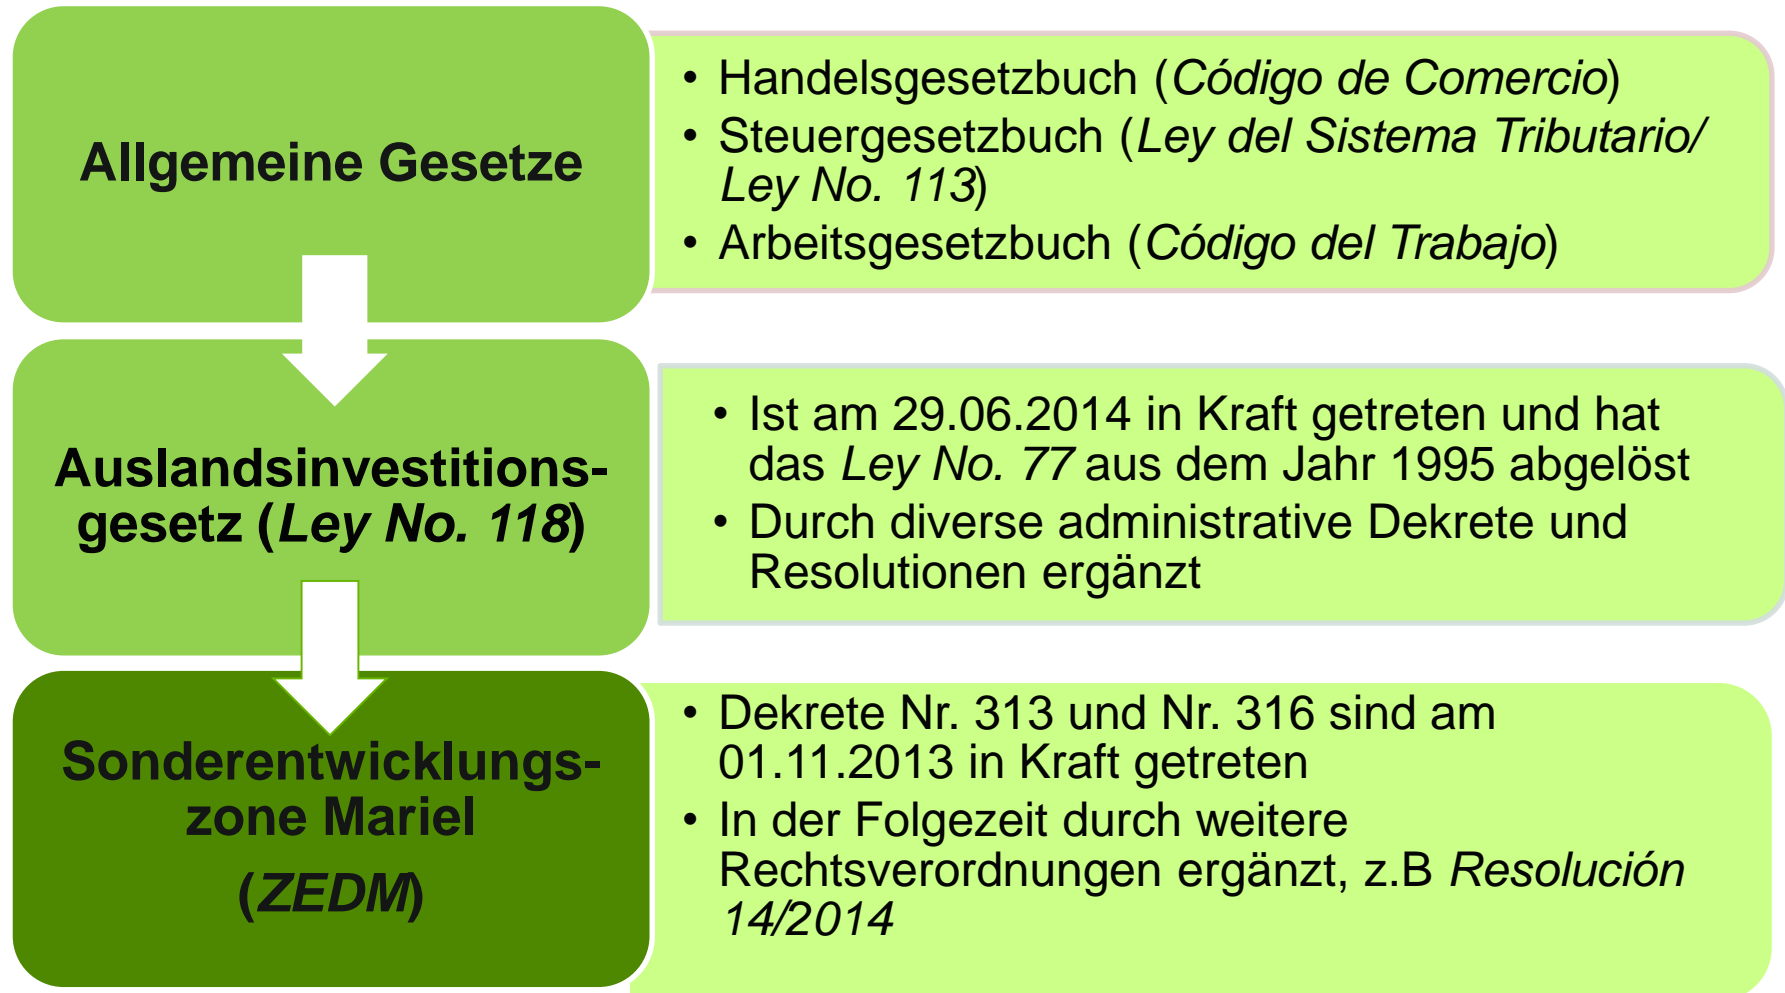 Allgemeine Gesetze
• Handelsgesetzbuch (Código de Comercio)
• Steuergesetzbuch (Ley del Sistema Tributario/
Ley No. 113)
• Arbeitsgesetzbuch (Código del Trabajo)
Auslandsinvestitions-
gesetz (Ley No. 118)
• Ist am 29.06.2014 in Kraft getreten und hat
das Ley No. 77 aus dem Jahr 1995 abgelöst
• Durch diverse administrative Dekrete und
Resolutionen ergänzt
Sonderentwicklungs-
zone Mariel
(ZEDM)
• Dekrete Nr. 313 und Nr. 316 sind am
01.11.2013 in Kraft getreten
• In der Folgezeit durch weitere
Rechtsverordnungen ergänzt, z.B Resolución
14/2014